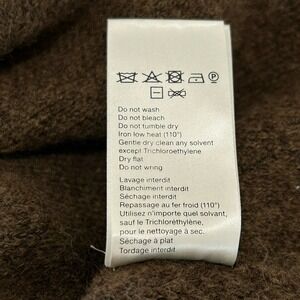 Do not wash
Do not bleach
Do not tumble dry
Iron low heat (110°)
Gentle dry clean any solvent
except Trichloroethylene
Dry flat
Do not wring
Lavage interdit
Blanchiment interdit
Séchage interdit
Repassage au fer froid (110°)
Utilisez n'importe quel solvant,
sauf le Trichloréthylène,
pour le nettoyage à sec.
Séchage à plat
Tordage interdit